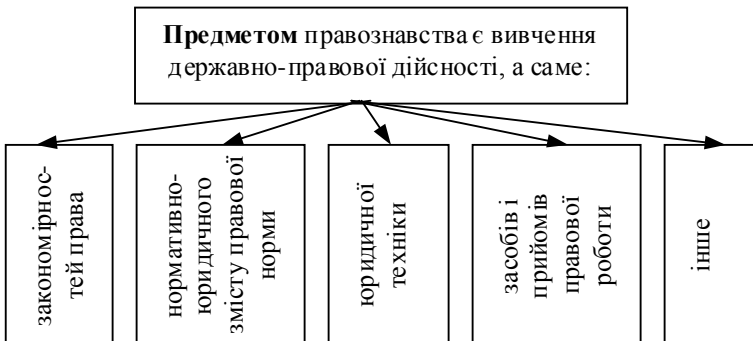 Предметом правознавства є вивчення
державно-правової дійсності, а саме:
закономірнос-
тей права
нормативно-
юридичного
змісту правової
норми
юридичної
техніки
засобів і
прийомів
правової
роботи
інше